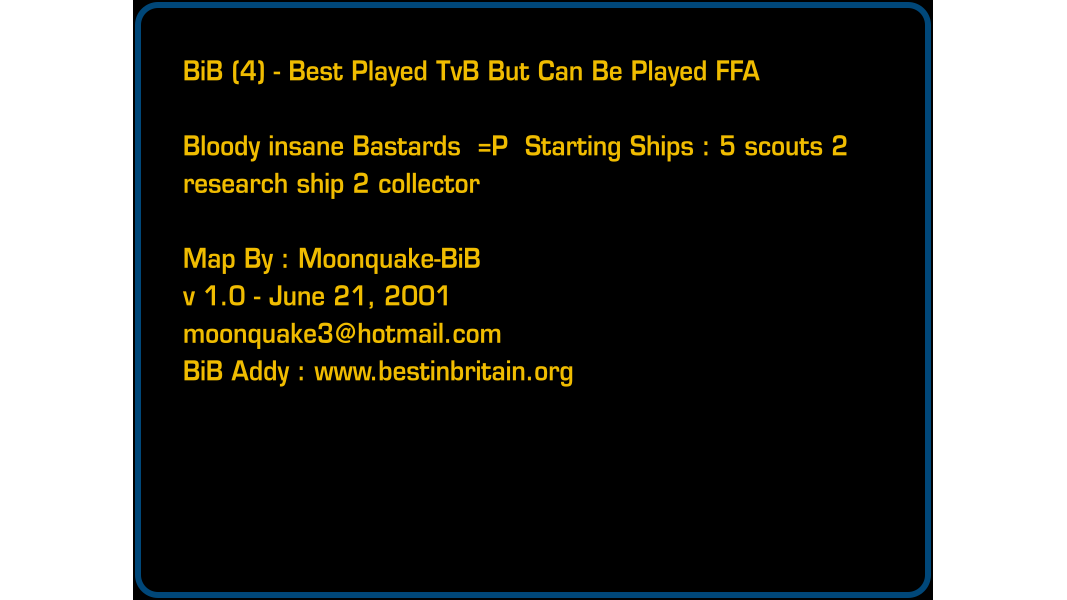 BiB (4) - Best Played TvB But Can Be Played FFA
Bloody insane Bastards  =P  Starting Ships : 5 scouts 2
research ship 2 collector
Map By : Moonquake-BiB
v 1.0 - June 21, 2001
moonquake3@hotmail.com
BiB Addy : www.bestinbritain.org